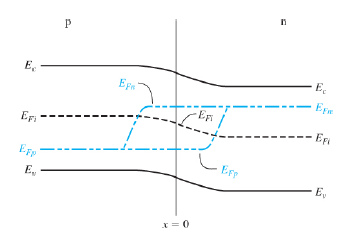 p n
E_c
E_Fn
E_c
E_Fn
E_Fi
E_Fi
E_Fi
E_Fp
E_Fp
E_v
E_v
x = 0